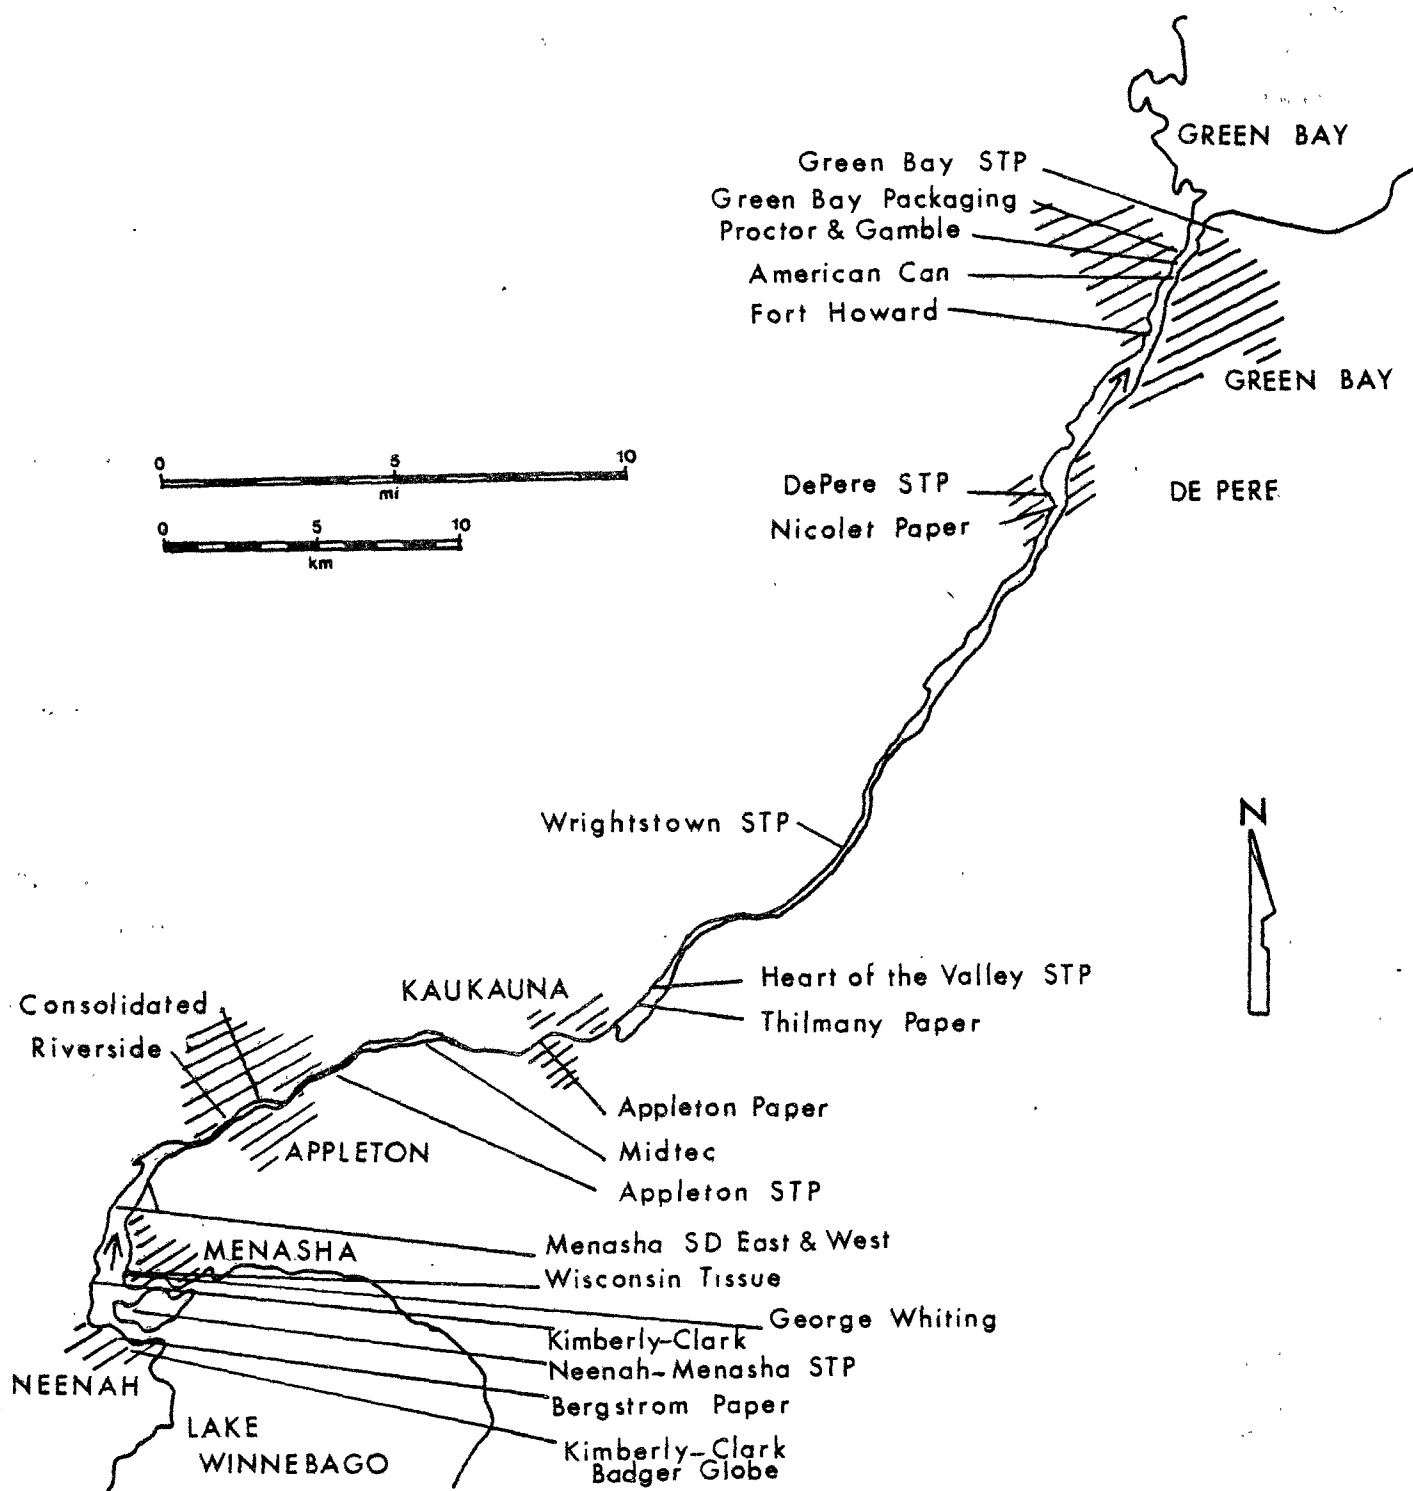 GREEN BAY
Green Bay STP
Green Bay Packaging
Proctor & Gamble
American Can
Fort Howard
GREEN BAY
0 5 10
mi
0 5 10
km
DePere STP
DE PERE
Nicolet Paper
N
Wrightstown STP
Heart of the Valley STP
KAUKAUNA
Thilmany Paper
Consolidated
Riverside
Appleton Paper
APPLETON
Midtec
Appleton STP
Menasha SD East & West
MENASHA
Wisconsin Tissue
George Whiting
Kimberly-Clark
Neenah-Menasha STP
NEENAH
Bergstrom Paper
LAKE
WINNEBAGO
Kimberly-Clark
Badger Globe